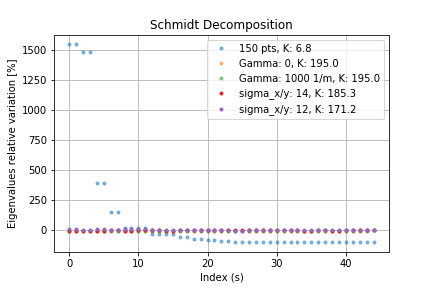 Schmidt Decomposition
Eigenvalues relative variation [%]
1500
1250
1000
750
500
250
0
150 pts, K: 6.8
Gamma: 0, K: 195.0
Gamma: 1000 1/m, K: 195.0
sigma_x/y: 14, K: 185.3
sigma_x/y: 12, K: 171.2
0
10
20
30
40
Index (s)